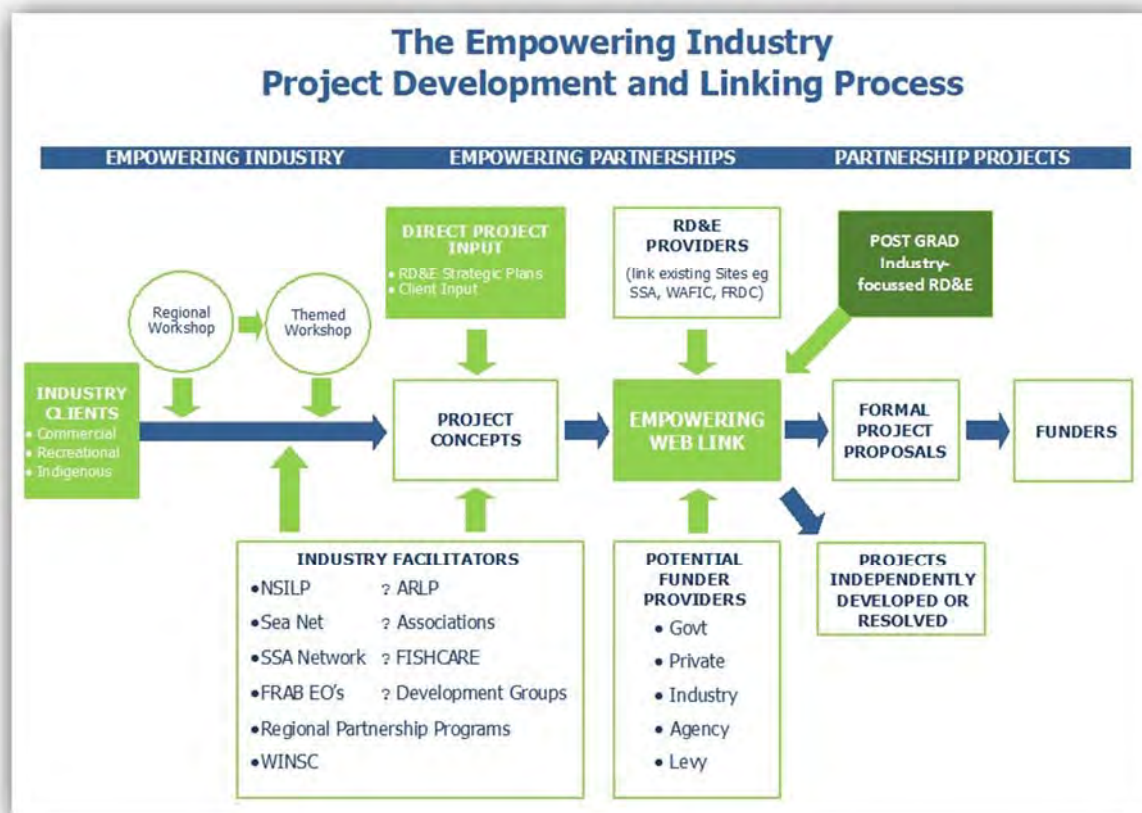 The Empowering Industry
Project Development and Linking Process
EMPOWERING INDUSTRY
EMPOWERING PARTNERSHIPS
PARTNERSHIP PROJECTS
DIRECT PROJECT
INPUT
• RD&E Strategic Plans
• Client Input
RD&E
PROVIDERS
(link existing Sites eg
SSA, WAFIC, FRDC)
POST GRAD
Industry-
focussed RD&E
Regional
Workshop
Themed
Workshop
INDUSTRY
CLIENTS
• Commercial
• Recreational
• Indigenous
PROJECT
CONCEPTS
EMPOWERING
WEB LINK
FORMAL
PROJECT
PROPOSALS
FUNDERS
INDUSTRY FACILITATORS
•NSILP ? ARLP
•Sea Net ? Associations
•SSA Network ? FISHCARE
•FRAB EO's ? Development Groups
•Regional Partnership Programs
•WINSC
POTENTIAL
FUNDER
PROVIDERS
• Govt
• Private
• Industry
• Agency
• Levy
PROJECTS
INDEPENDENTLY
DEVELOPED OR
RESOLVED